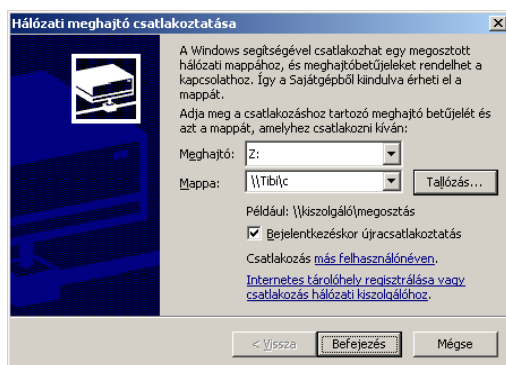 Hálózati meghajtó csatlakoztatása
A Windows segítségével csatlakozhat egy megosztott
hálózati mappához, és meghajtóbetűjeleket rendelhet a
kapcsolathoz. Így a Sajátgépből kiindulva érheti el a
mappát.
Adja meg a csatlakozáshoz tartozó meghajtó betűjelét és
azt a mappát, amelyhez csatlakozni kíván:
Meghajtó: Z:
Mappa: \\Tibi\c Tallózás...
Például: \\kiszolgáló\megosztás
Bejelentkezéskor újracsatlakoztatás
Csatlakozás más felhasználónéven.
Internetes tárolóhely regisztrálása vagy
csatlakozás hálózati kiszolgálóhoz.
< Vissza Befejezés Mégse